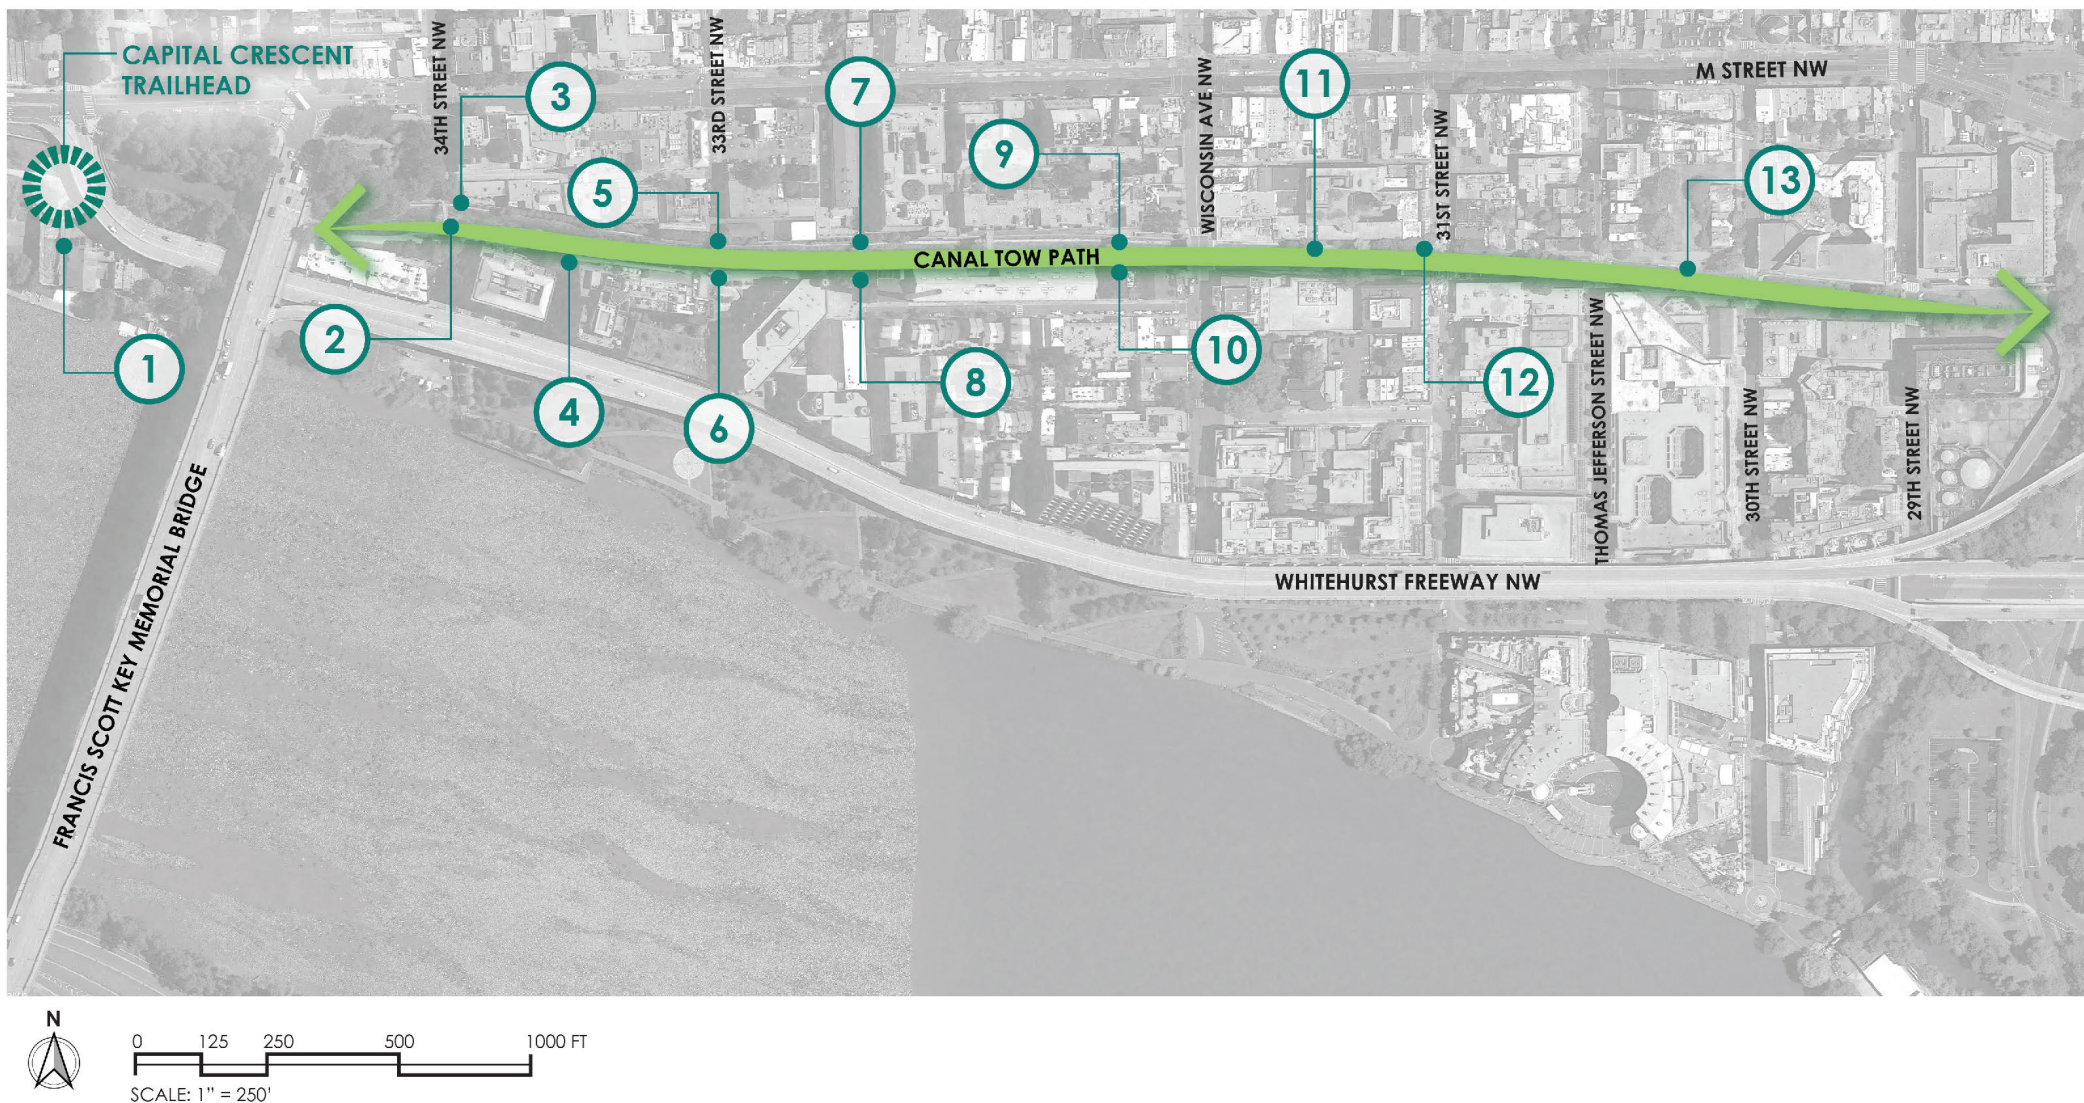 CAPITAL CRESCENT
TRAILHEAD
34TH STREET NW
33RD STREET NW
WISCONSIN AVE NW
31ST STREET NW
M STREET NW
3
7
11
9
5
13
CANAL TOW PATH
1
2
4
6
8
10
12
THOMAS JEFFERSON STREET NW
30TH STREET NW
29TH STREET NW
FRANCIS SCOTT KEY MEMORIAL BRIDGE
WHITEHURST FREEWAY NW
N
0 125 250 500 1000 FT
SCALE: 1" = 250'